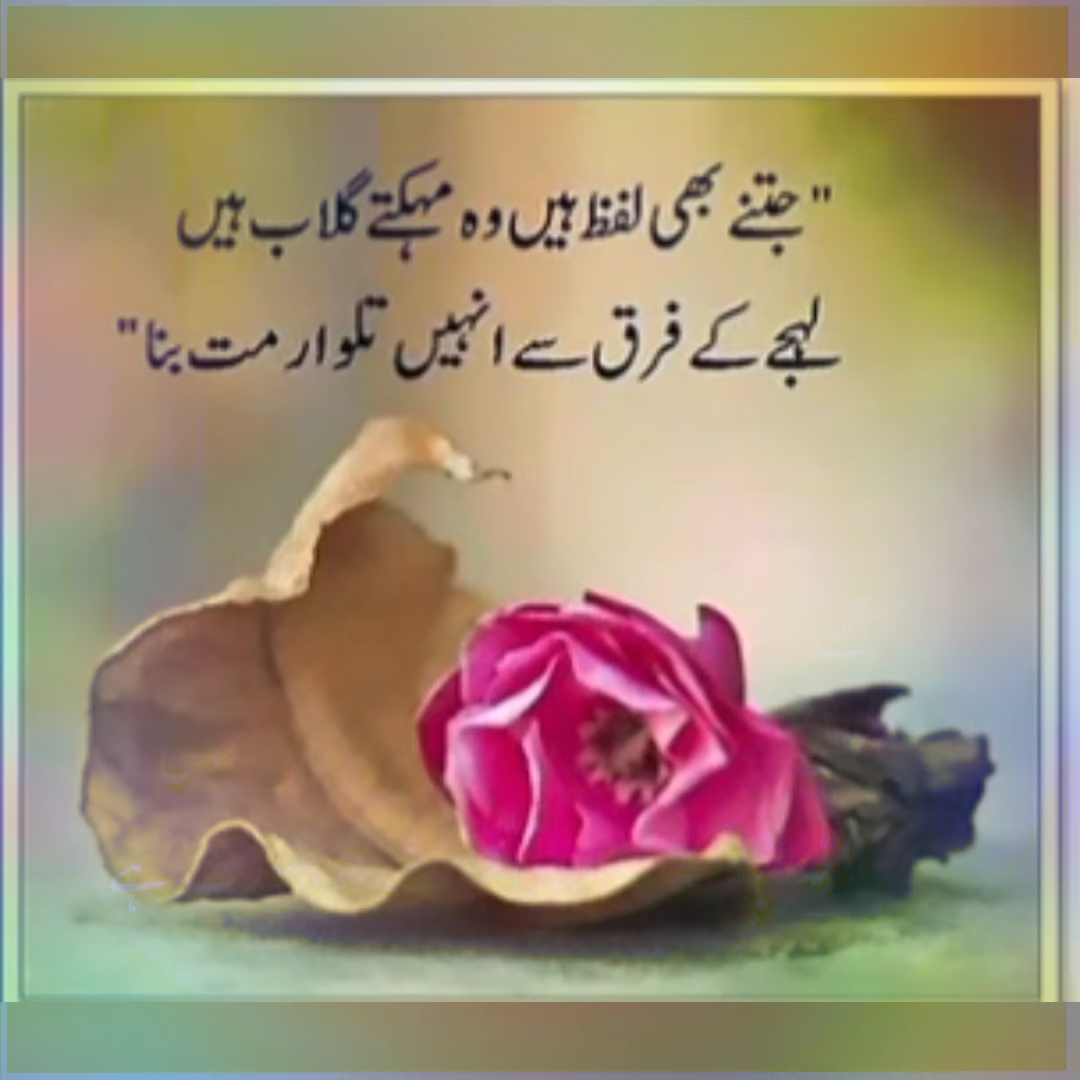 "جتنے بھی لفظ ہیں وہ مہکتے گلاب ہیں
لہجے کے فرق سے انہیں تلوار مت بنا"